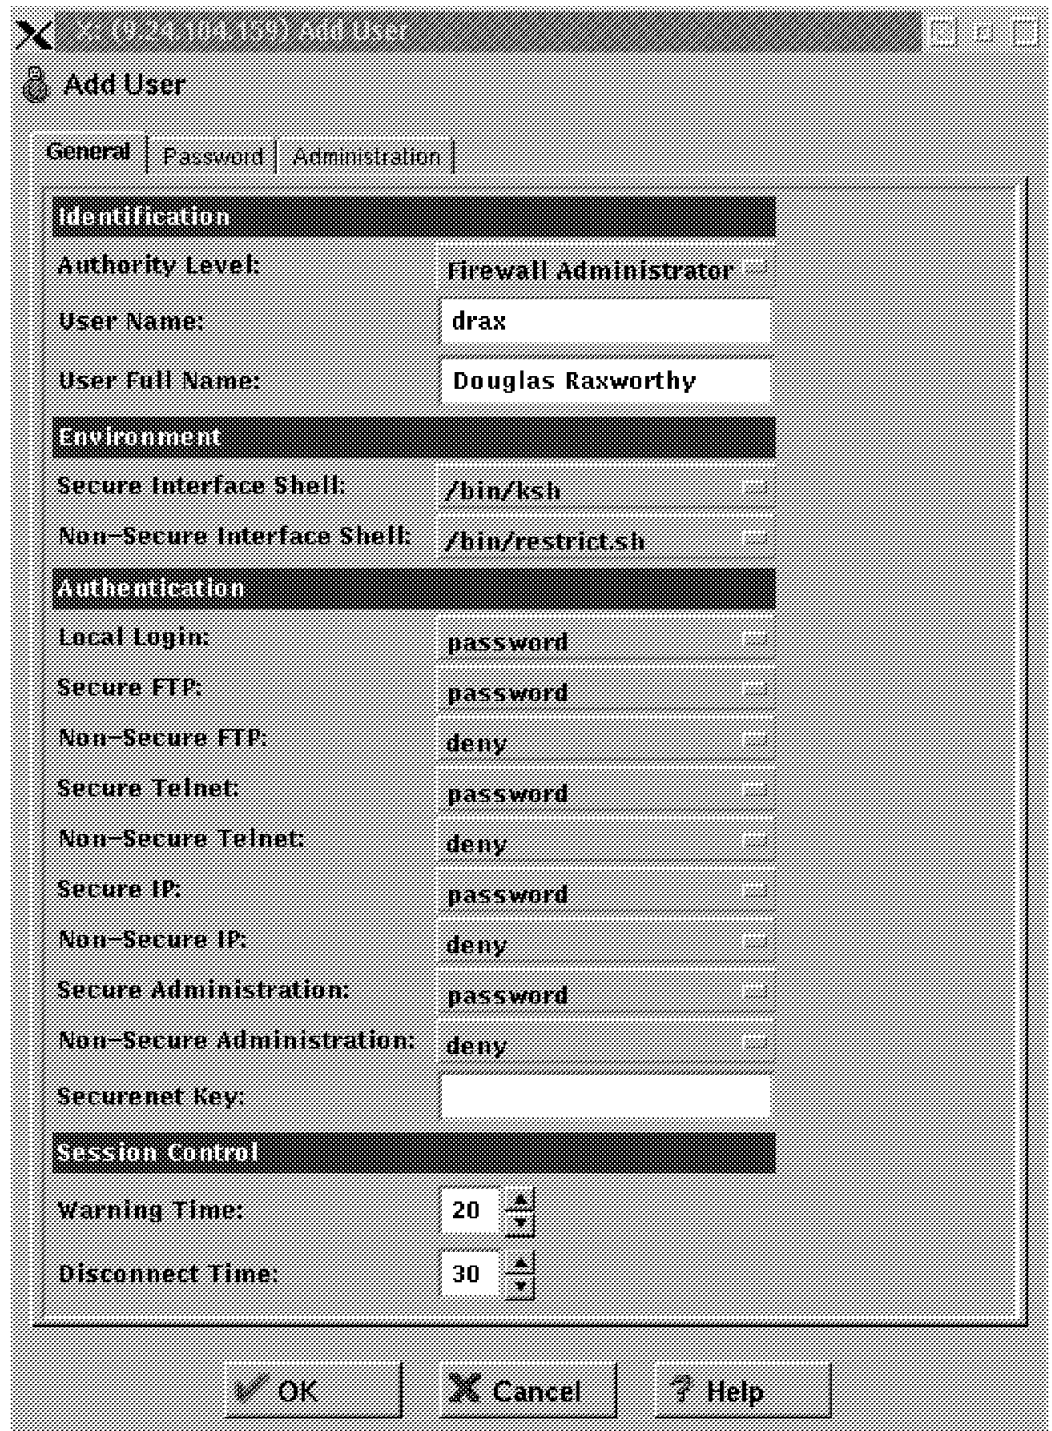 X: (9.24.104.159) Add User
Add User
General Password Administration
Identification
Authority Level: Firewall Administrator
User Name: drax
User Full Name: Douglas Raxworthy
Environment
Secure Interface Shell: /bin/ksh
Non-Secure Interface Shell: /bin/restrict.sh
Authentication
Local Login: password
Secure FTP: password
Non-Secure FTP: deny
Secure Telnet: password
Non-Secure Telnet: deny
Secure IP: password
Non-Secure IP: deny
Secure Administration: password
Non-Secure Administration: deny
Securenet Key:
Session Control
Warning Time: 20
Disconnect Time: 30
OK Cancel Help